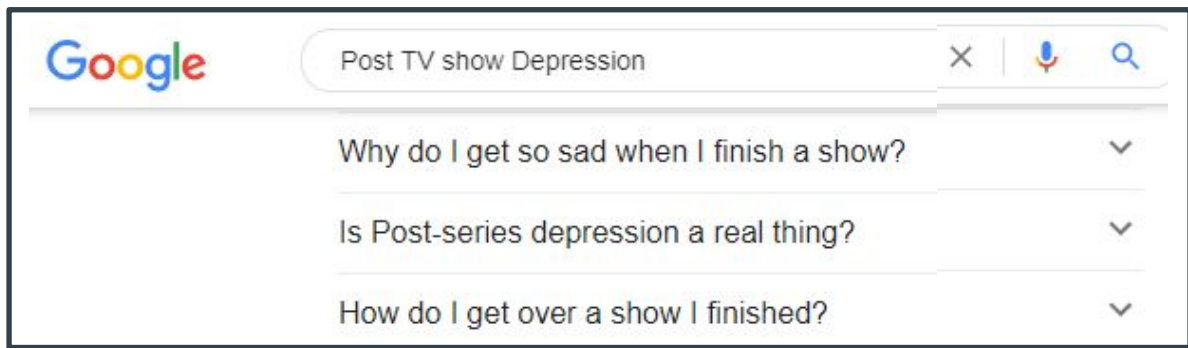 Google
Post TV show Depression
Why do I get so sad when I finish a show?
Is Post-series depression a real thing?
How do I get over a show I finished?